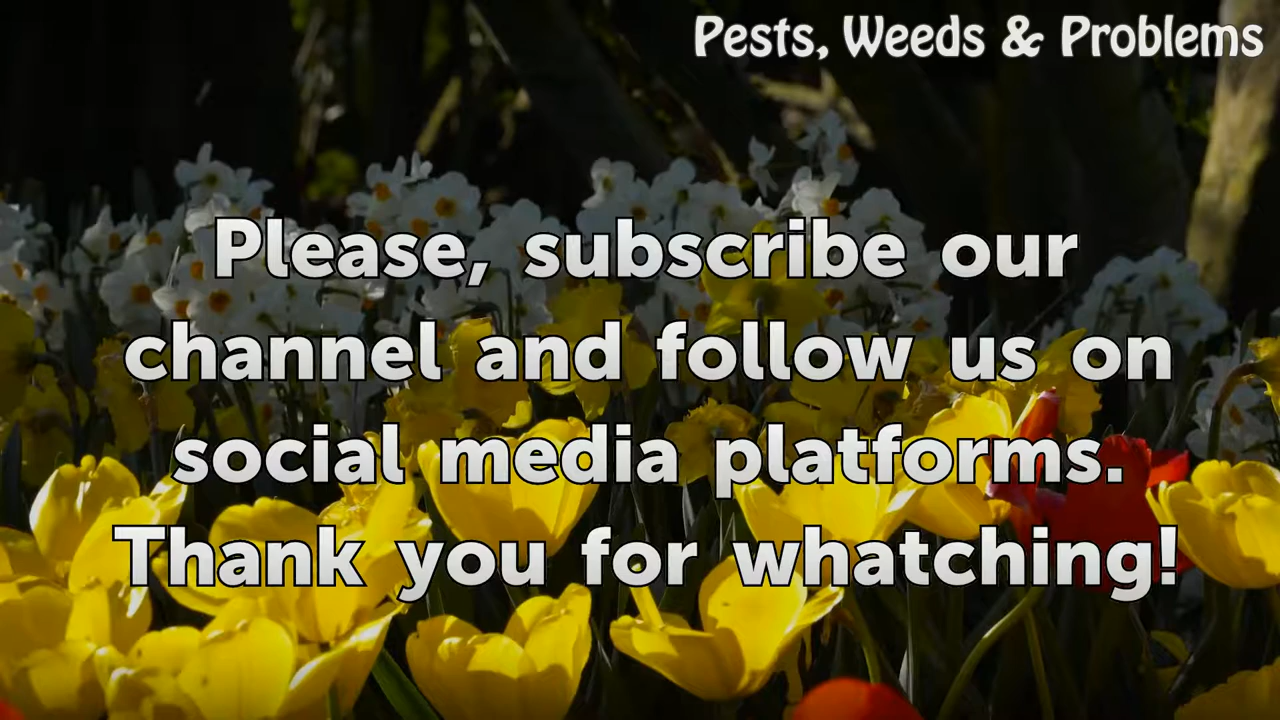 Pests, Weeds & Problems
Please, subscribe our
channel and follow us on
social media platforms.
Thank you for whatching!